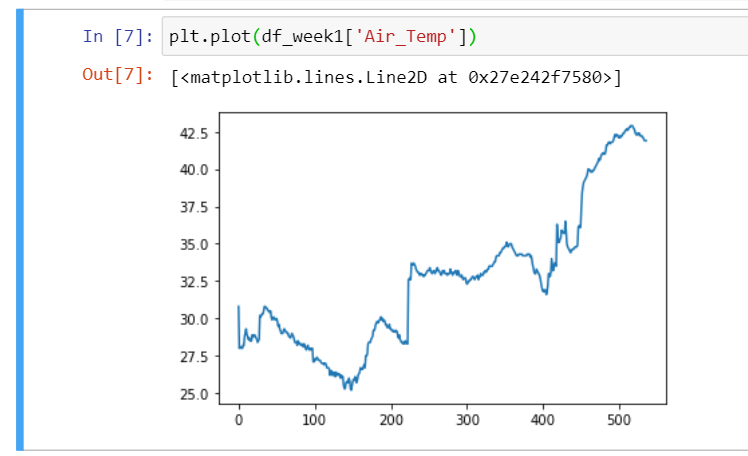 In [7]: plt.plot(df_week1['Air_Temp'])
Out[7]: [<matplotlib.lines.Line2D at 0x27e242f7580>]
42.5
40.0
37.5
35.0
32.5
30.0
27.5
25.0
0 100 200 300 400 500